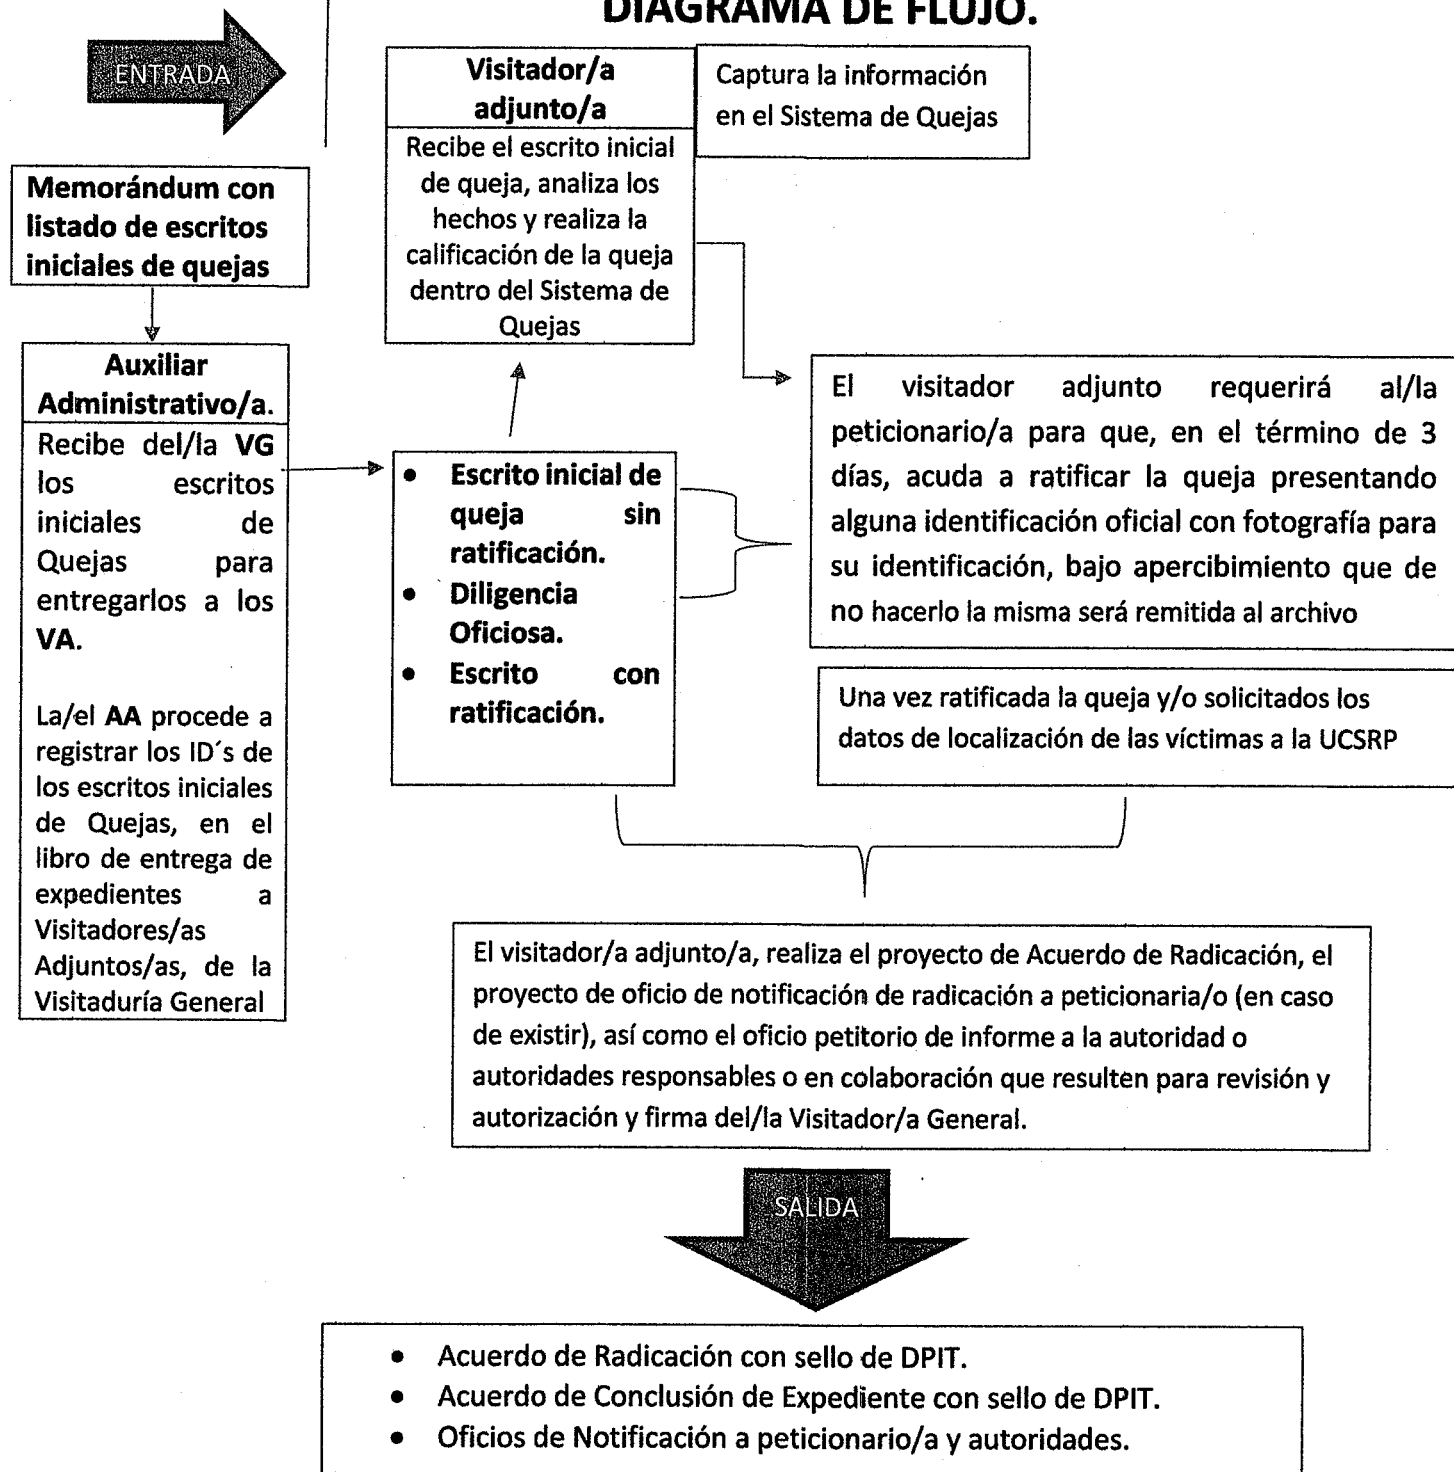 DIAGRAMA DE FLUJO.
ENTRADA
Memorándum con
listado de escritos
iniciales de quejas
Auxiliar
Administrativo/a.
Recibe del/la VG
los escritos
iniciales de
Quejas para
entregarlos a los
VA.
La/el AA procede a
registrar los ID´s de
los escritos iniciales
de Quejas, en el
libro de entrega de
expedientes a
Visitadores/as
Adjuntos/as, de la
Visitaduría General
Visitador/a
adjunto/a
Recibe el escrito inicial
de queja, analiza los
hechos y realiza la
calificación de la queja
dentro del Sistema de
Quejas
Captura la información
en el Sistema de Quejas
• Escrito inicial de
queja sin
ratificación.
• Diligencia
Oficiosa.
• Escrito con
ratificación.
El visitador adjunto requerirá al/la
peticionario/a para que, en el término de 3
días, acuda a ratificar la queja presentando
alguna identificación oficial con fotografía para
su identificación, bajo apercibimiento que de
no hacerlo la misma será remitida al archivo
Una vez ratificada la queja y/o solicitados los
datos de localización de las víctimas a la UCSRP
El visitador/a adjunto/a, realiza el proyecto de Acuerdo de Radicación, el
proyecto de oficio de notificación de radicación a peticionaria/o (en caso
de existir), así como el oficio petitorio de informe a la autoridad o
autoridades responsables o en colaboración que resulten para revisión y
autorización y firma del/la Visitador/a General.
SALIDA
• Acuerdo de Radicación con sello de DPIT.
• Acuerdo de Conclusión de Expediente con sello de DPIT.
• Oficios de Notificación a peticionario/a y autoridades.